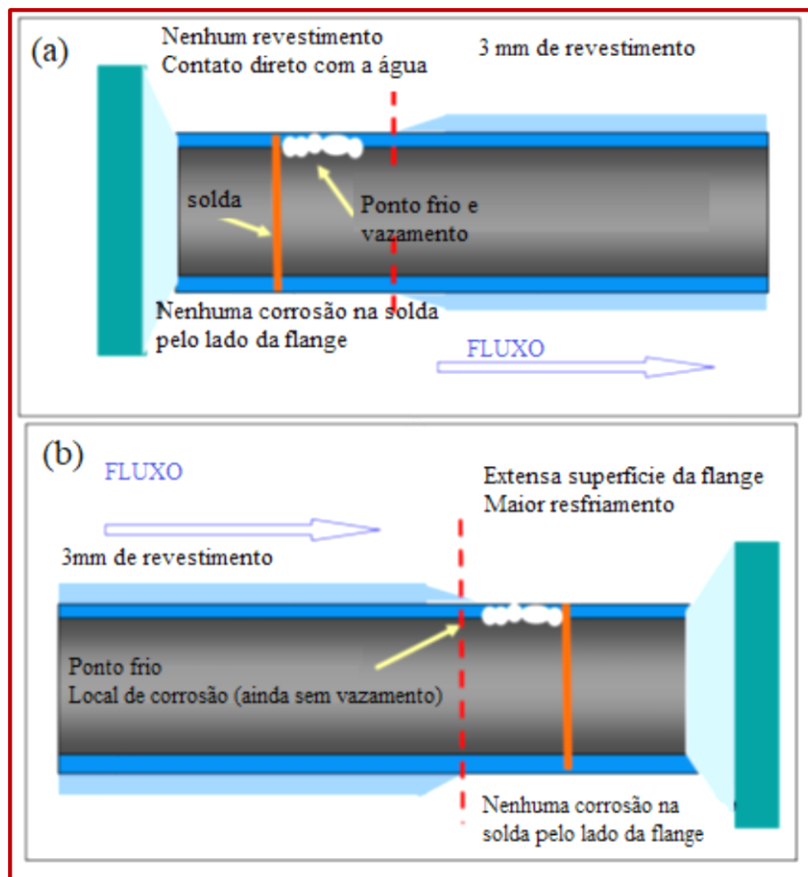 (a)
Nenhum revestimento
Contato direto com a água
3 mm de revestimento
solda
Ponto frio e
vazamento
Nenhuma corrosão na solda
pelo lado da flange
FLUXO
(b)
FLUXO
Extensa superfície da flange
Maior resfriamento
3mm de revestimento
Ponto frio
Local de corrosão (ainda sem vazamento)
Nenhuma corrosão na
solda pelo lado da flange